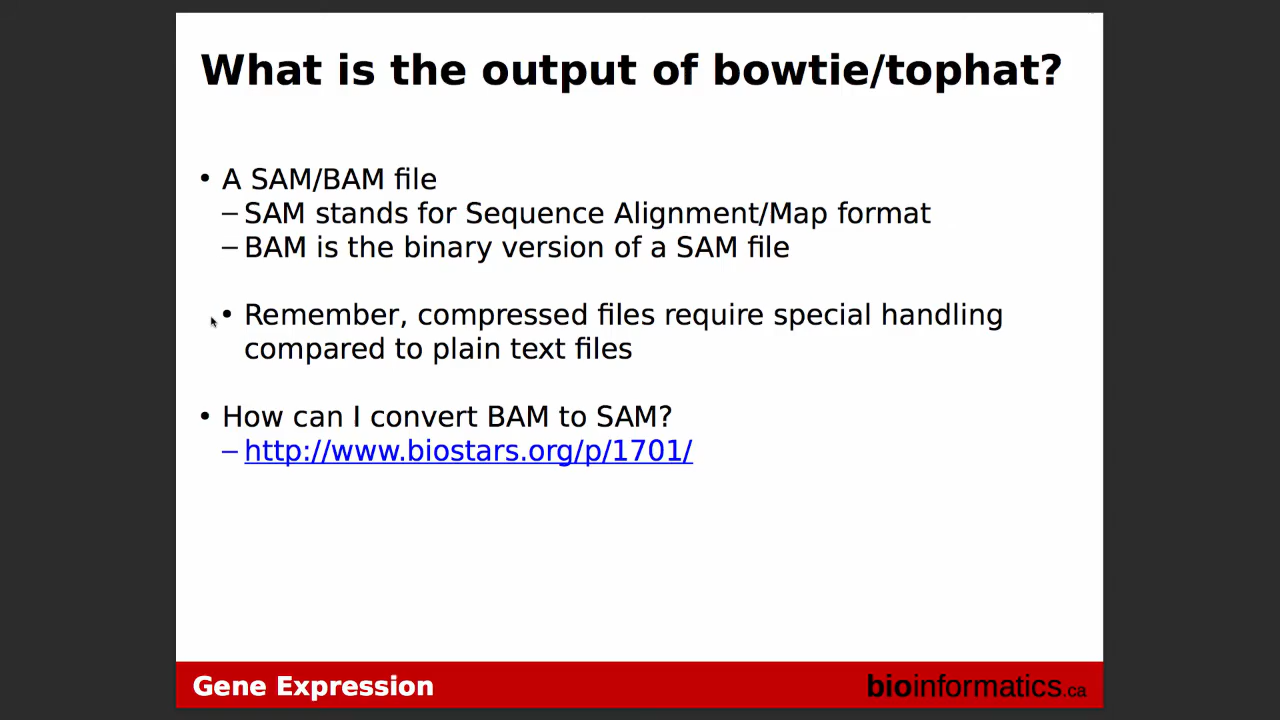 What is the output of bowtie/tophat?
• A SAM/BAM file
– SAM stands for Sequence Alignment/Map format
– BAM is the binary version of a SAM file
• Remember, compressed files require special handling
compared to plain text files
• How can I convert BAM to SAM?
– http://www.biostars.org/p/1701/
Gene Expression
bioinformatics.ca